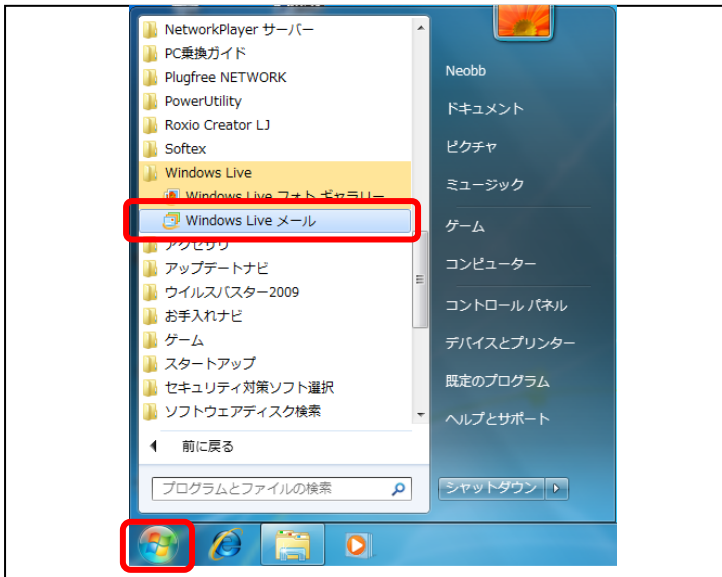 NetworkPlayer サーバー
PC乗換ガイド
Plugfree NETWORK
PowerUtility
Roxio Creator LJ
Softex
Windows Live
Windows Live フォト ギャラリー
Windows Live メール
アクセサリ
アップデートナビ
ウイルスバスター2009
お手入れナビ
ゲーム
スタートアップ
セキュリティ対策ソフト選択
ソフトウェアディスク検索
前に戻る
プログラムとファイルの検索
Neobb
ドキュメント
ピクチャ
ミュージック
ゲーム
コンピューター
コントロール パネル
デバイスとプリンター
既定のプログラム
ヘルプとサポート
シャットダウン